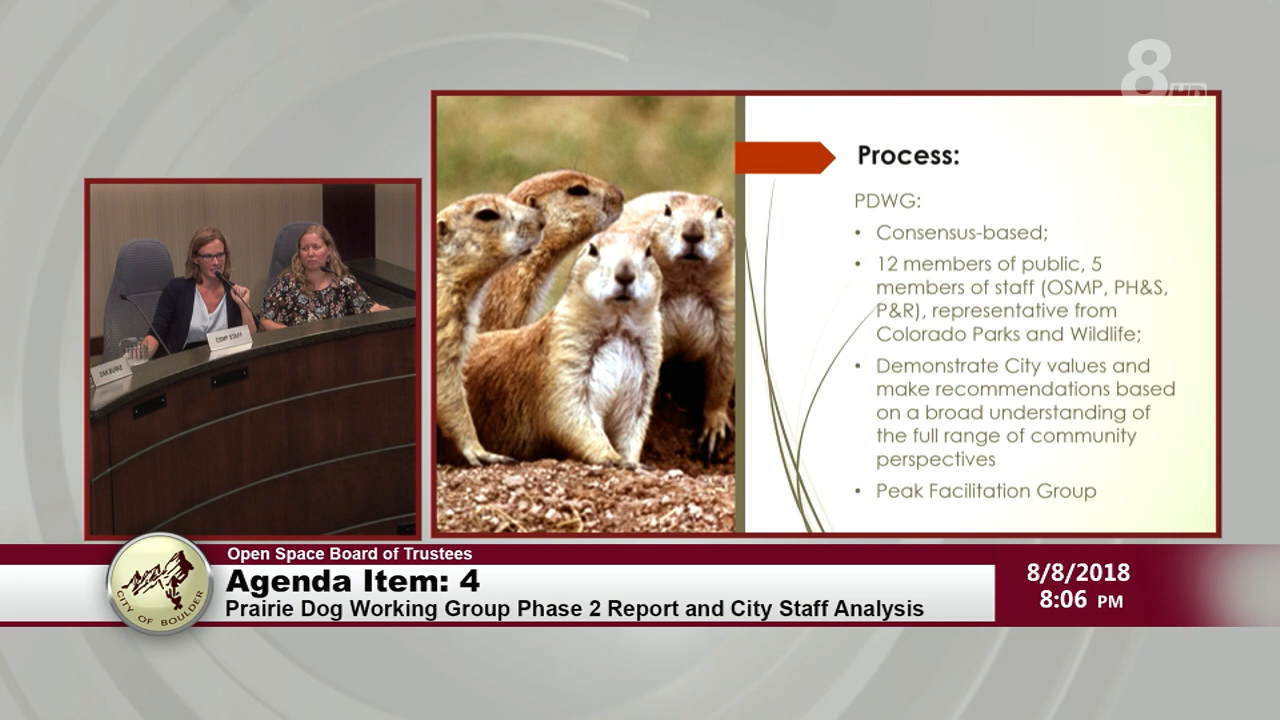 8HD
Process:
PDWG:
• Consensus-based;
• 12 members of public, 5
members of staff (OSMP, PH&S,
P&R), representative from
Colorado Parks and Wildlife;
• Demonstrate City values and
make recommendations based
on a broad understanding of
the full range of community
perspectives
• Peak Facilitation Group
OSMP STAFF
DAN BURKE
Open Space Board of Trustees
Agenda Item: 4
Prairie Dog Working Group Phase 2 Report and City Staff Analysis
8/8/2018
8:06 PM
CITY OF BOULDER